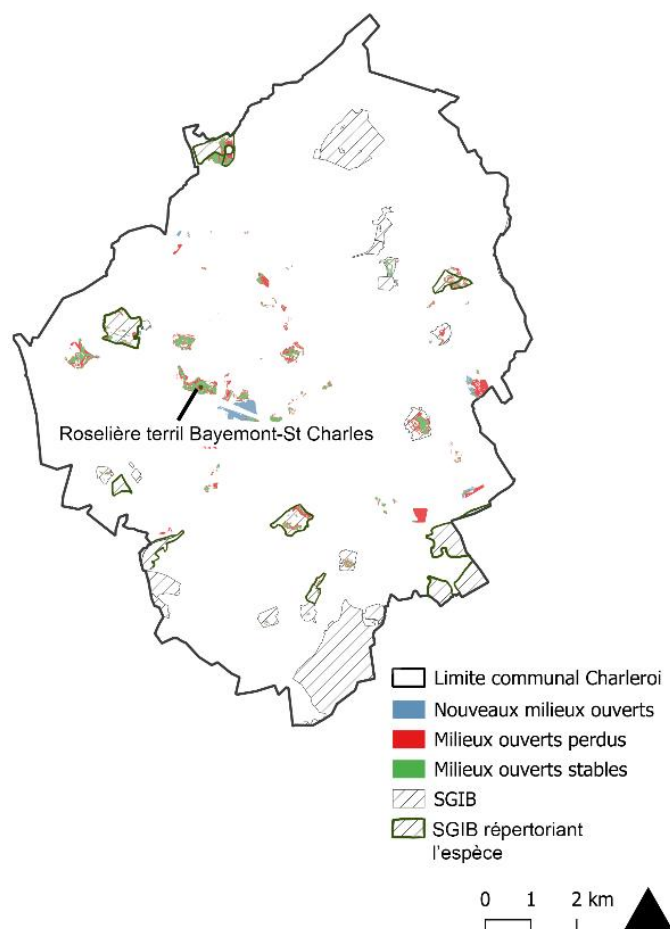 Roselière terril Bayemont-St Charles
Limite communal Charleroi
Nouveaux milieux ouverts
Milieux ouverts perdus
Milieux ouverts stables
SGIB
SGIB répertoriant
l'espèce
0 1 2 km